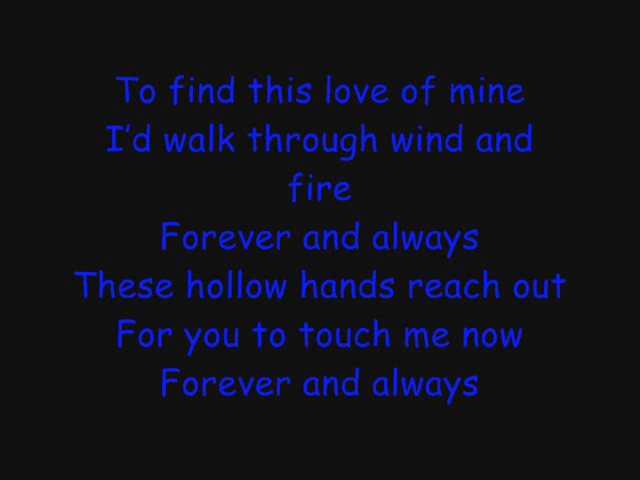 To find this love of mine
I'd walk through wind and
fire
Forever and always
These hollow hands reach out
For you to touch me now
Forever and always